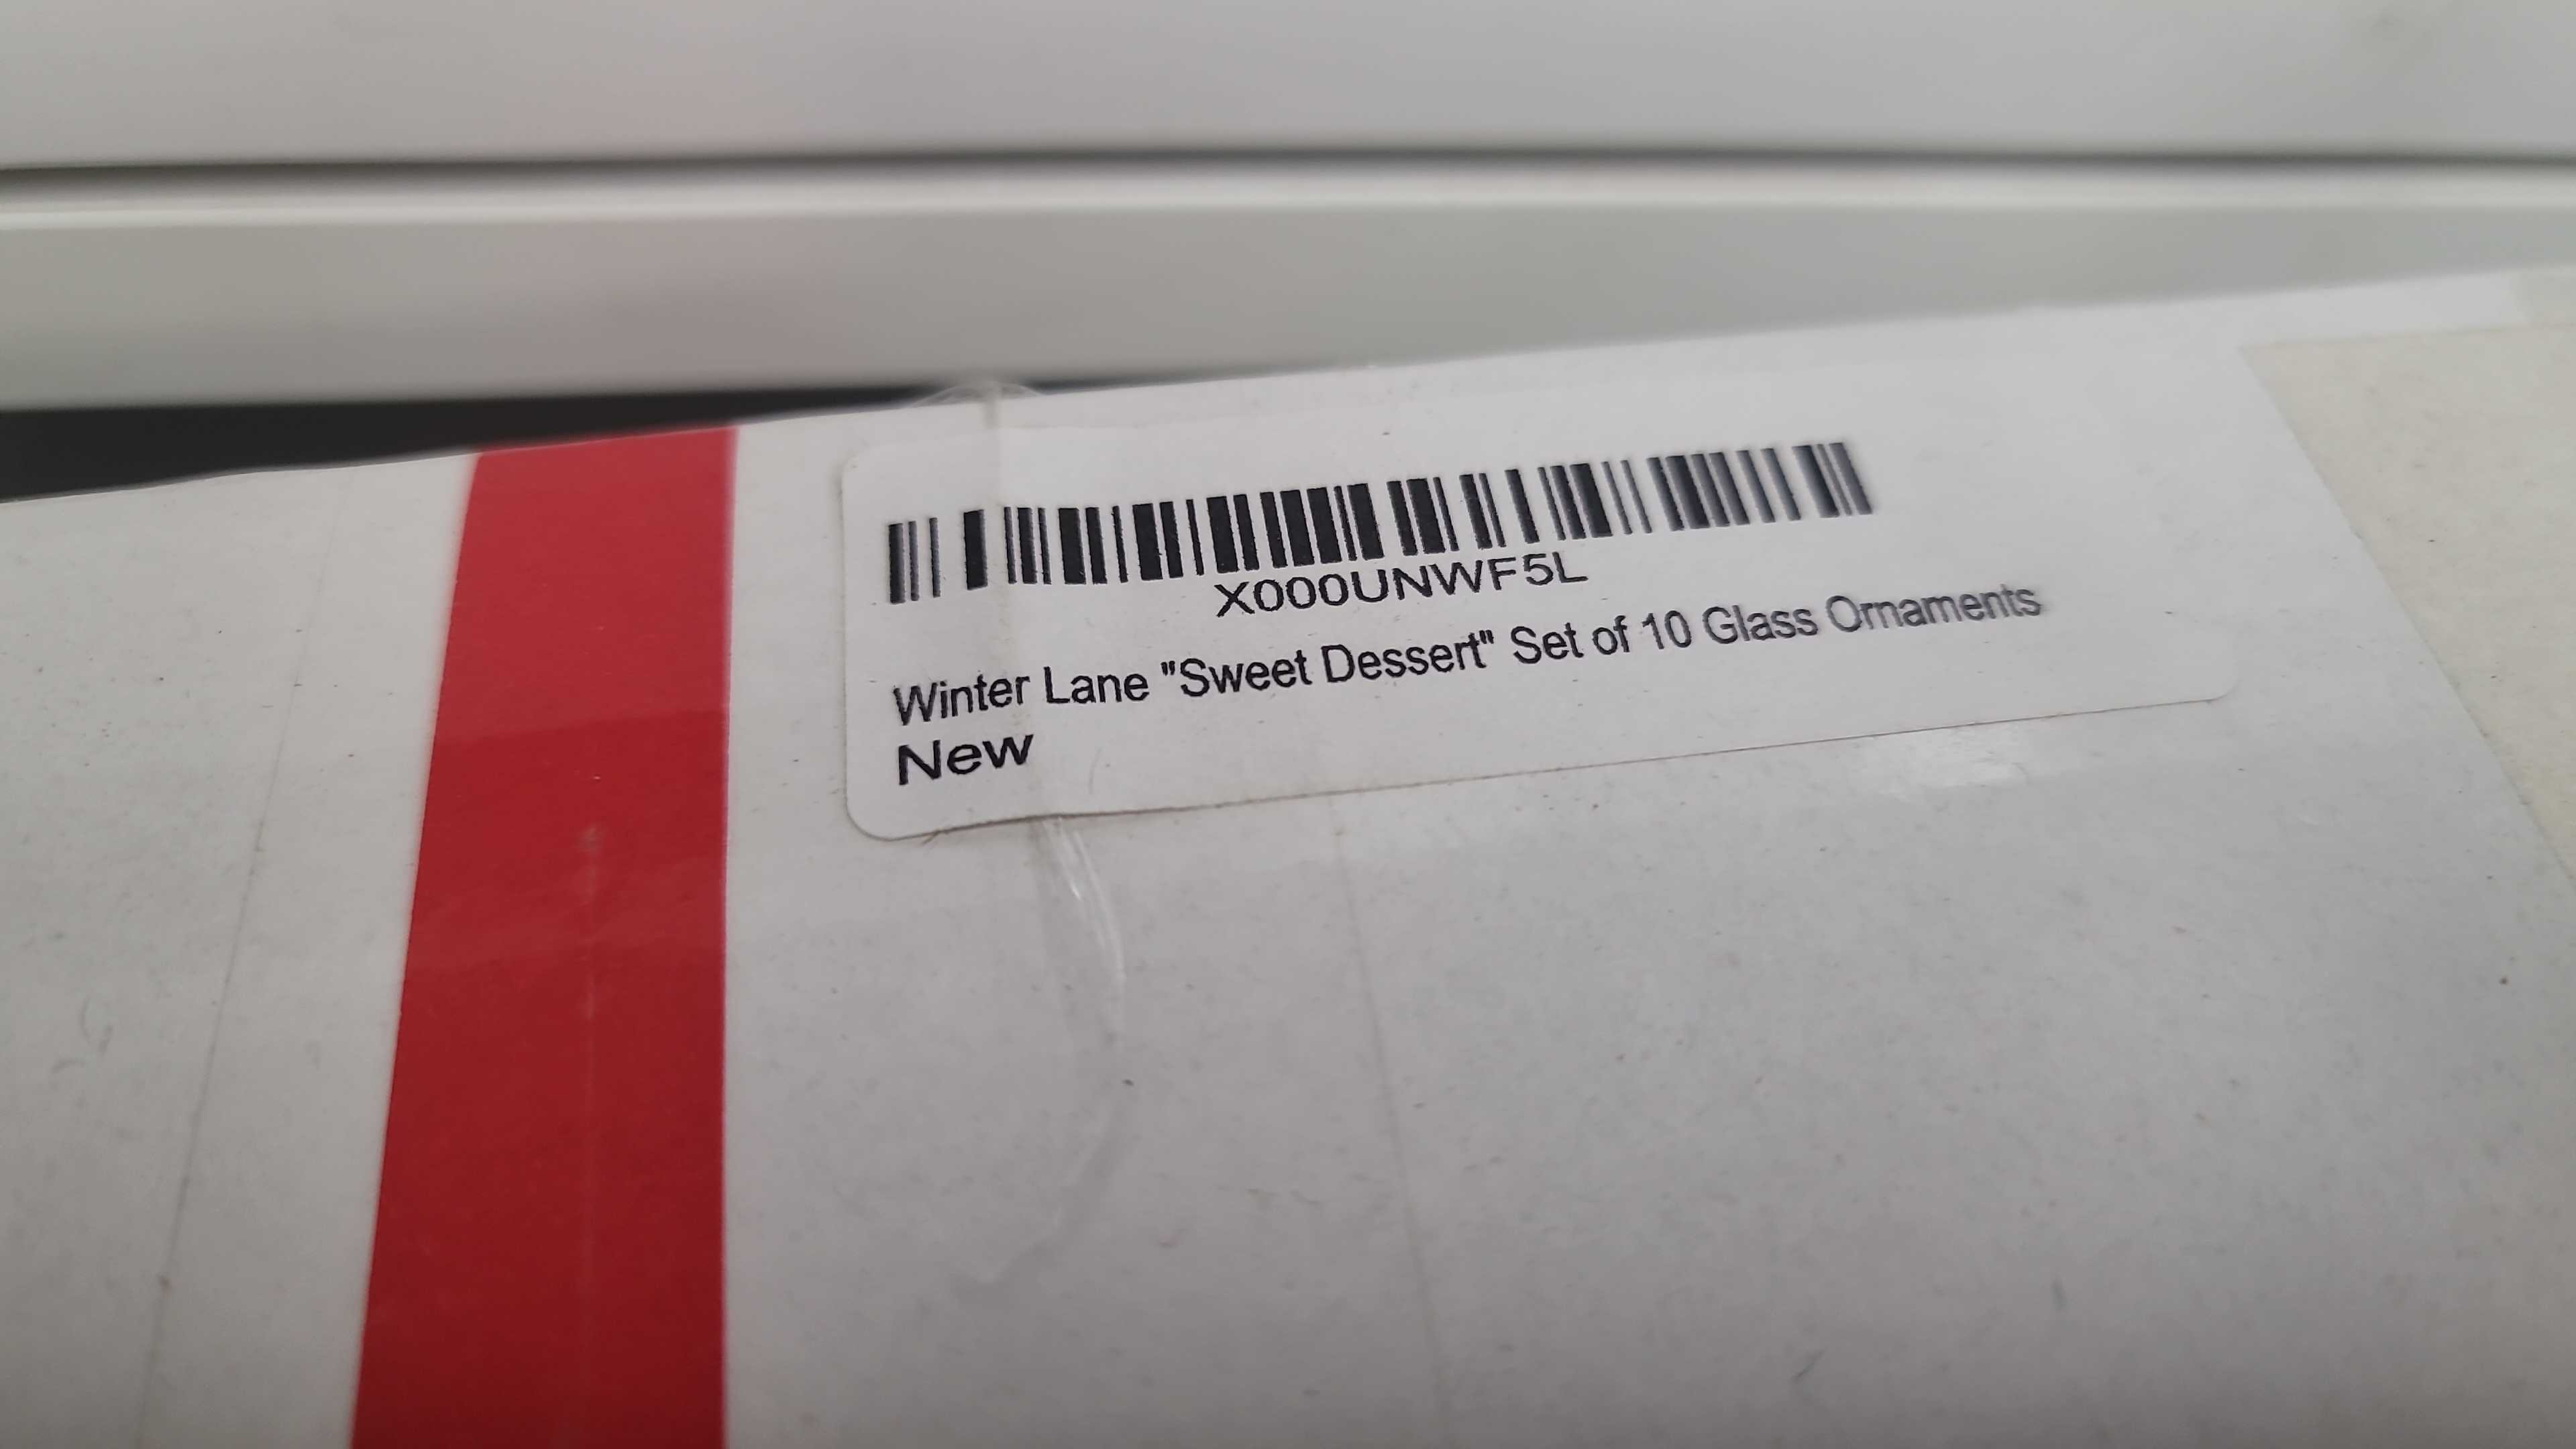 X000UNWF5L
Winter Lane "Sweet Dessert" Set of 10 Glass Ornaments
New